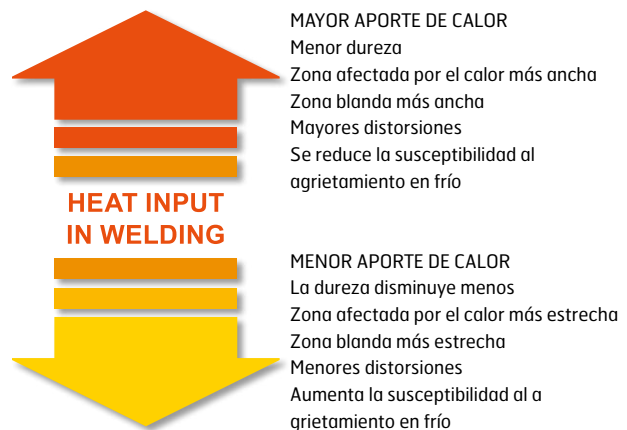 MAYOR APORTE DE CALOR
Menor dureza
Zona afectada por el calor más ancha
Zona blanda más ancha
Mayores distorsiones
Se reduce la susceptibilidad al
agrietamiento en frío
HEAT INPUT
IN WELDING
MENOR APORTE DE CALOR
La dureza disminuye menos
Zona afectada por el calor más estrecha
Zona blanda más estrecha
Menores distorsiones
Aumenta la susceptibilidad al a
grietamiento en frío